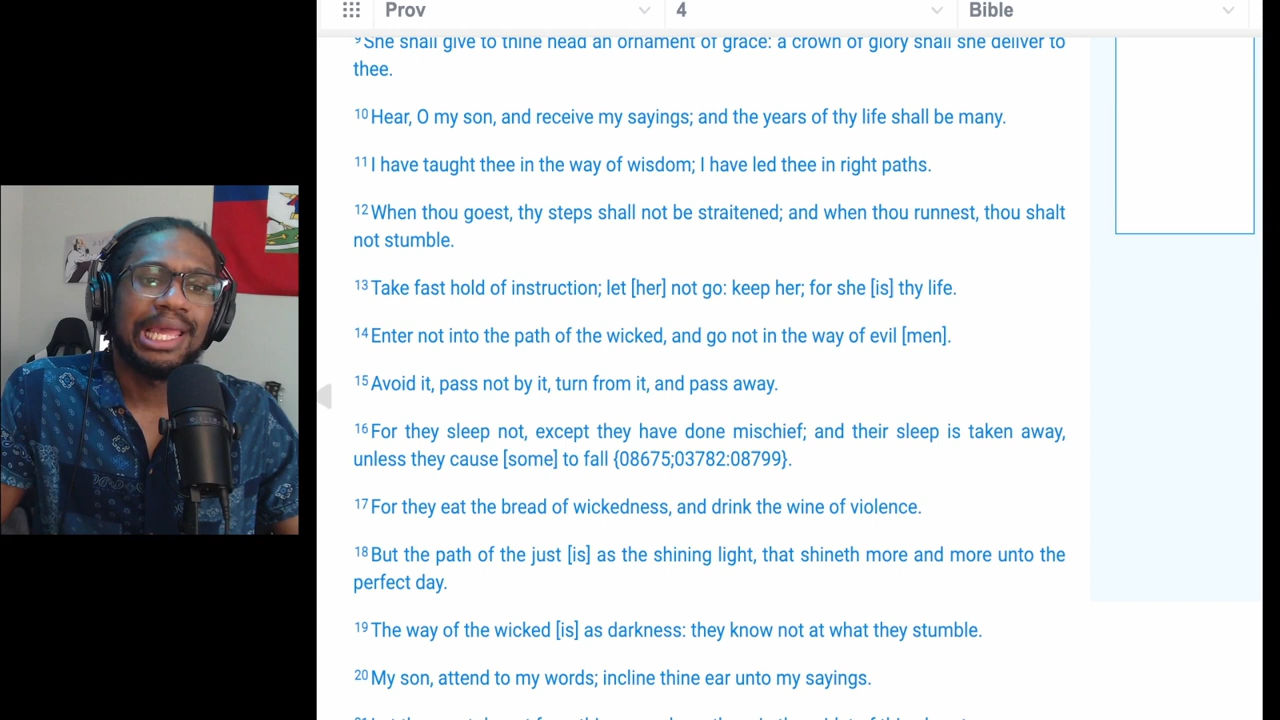 Prov 4 Bible
9 She shall give to thine head an ornament of grace: a crown of glory shall she deliver to
thee.
10 Hear, O my son, and receive my sayings; and the years of thy life shall be many.
11 I have taught thee in the way of wisdom; I have led thee in right paths.
12 When thou goest, thy steps shall not be straitened; and when thou runnest, thou shalt
not stumble.
13 Take fast hold of instruction; let [her] not go: keep her; for she [is] thy life.
14 Enter not into the path of the wicked, and go not in the way of evil [men].
15 Avoid it, pass not by it, turn from it, and pass away.
16 For they sleep not, except they have done mischief; and their sleep is taken away,
unless they cause [some] to fall {08675;03782:08799}.
17 For they eat the bread of wickedness, and drink the wine of violence.
18 But the path of the just [is] as the shining light, that shineth more and more unto the
perfect day.
19 The way of the wicked [is] as darkness: they know not at what they stumble.
20 My son, attend to my words; incline thine ear unto my sayings.